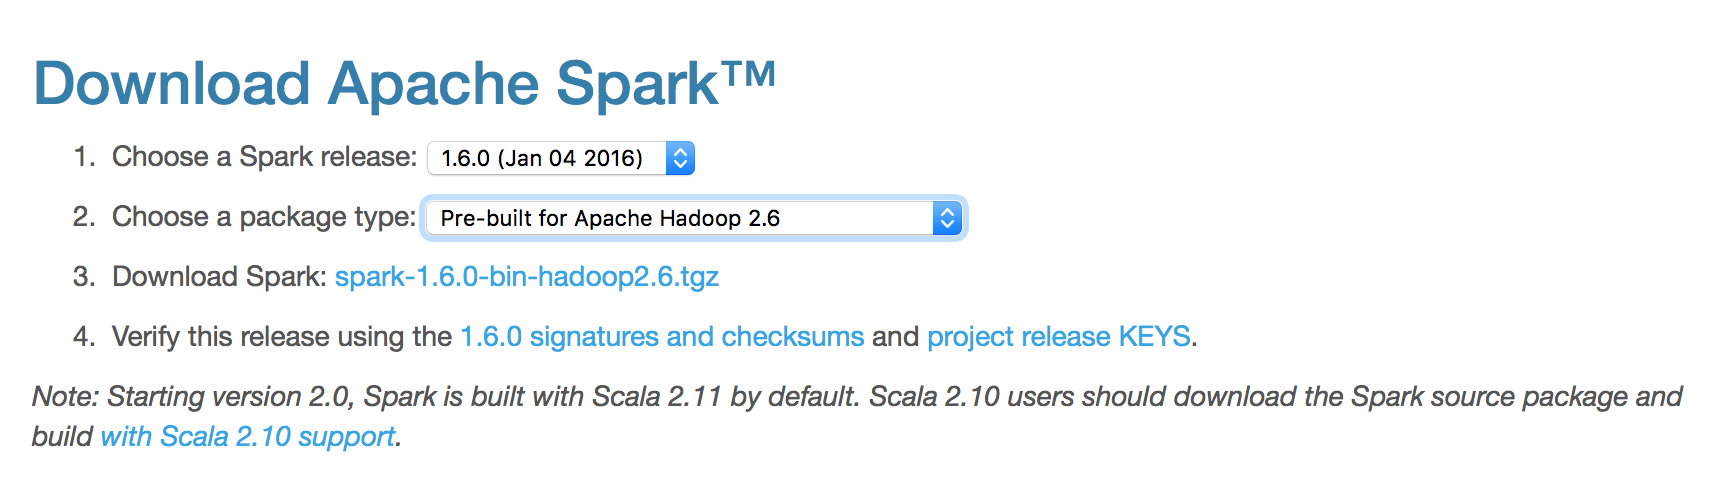 Download Apache Spark™
1. Choose a Spark release: 1.6.0 (Jan 04 2016)
2. Choose a package type: Pre-built for Apache Hadoop 2.6
3. Download Spark: spark-1.6.0-bin-hadoop2.6.tgz
4. Verify this release using the 1.6.0 signatures and checksums and project release KEYS.
Note: Starting version 2.0, Spark is built with Scala 2.11 by default. Scala 2.10 users should download the Spark source package and
build with Scala 2.10 support.